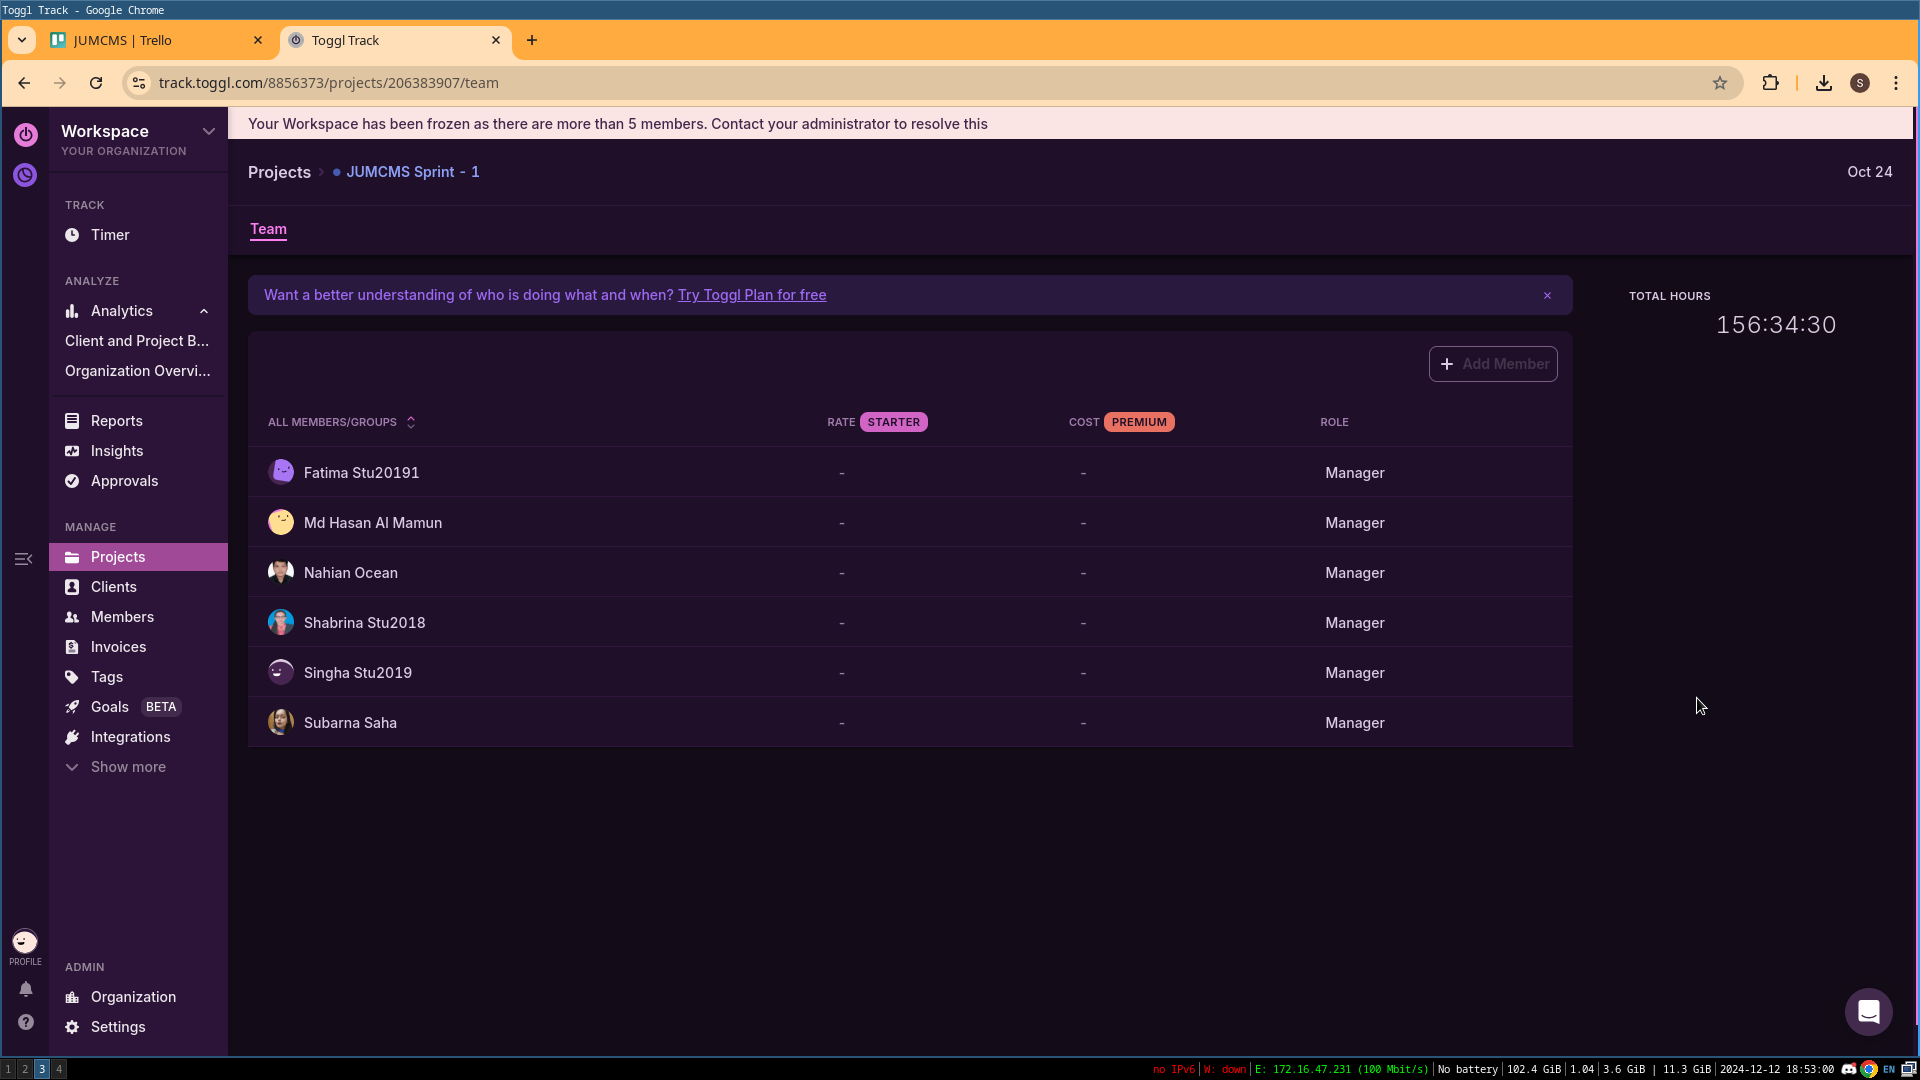 Toggl Track - Google Chrome
JUMCMS | Trello
Toggl Track
track.toggl.com/8856373/projects/206383907/team
S
Workspace
YOUR ORGANIZATION
TRACK
Timer
ANALYZE
Analytics
Client and Project B...
Organization Overvi...
Reports
Insights
Approvals
MANAGE
Projects
Clients
Members
Invoices
Tags
Goals BETA
Integrations
Show more
PROFILE
ADMIN
Organization
Settings
Your Workspace has been frozen as there are more than 5 members. Contact your administrator to resolve this
Projects JUMCMS Sprint - 1
Oct 24
Team
Want a better understanding of who is doing what and when? Try Toggl Plan for free
TOTAL HOURS
156:34:30
+ Add Member
ALL MEMBERS/GROUPS RATE STARTER COST PREMIUM ROLE
Fatima Stu20191 - - Manager
Md Hasan Al Mamun - - Manager
Nahian Ocean - - Manager
Shabrina Stu2018 - - Manager
Singha Stu2019 - - Manager
Subarna Saha - - Manager
1 2 3 4
no IPv6 | W: down | E: 172.16.47.231 (100 Mbit/s) | No battery | 102.4 GiB | 1.04 | 3.6 GiB | 11.3 GiB | 2024-12-12 18:53:00 EN